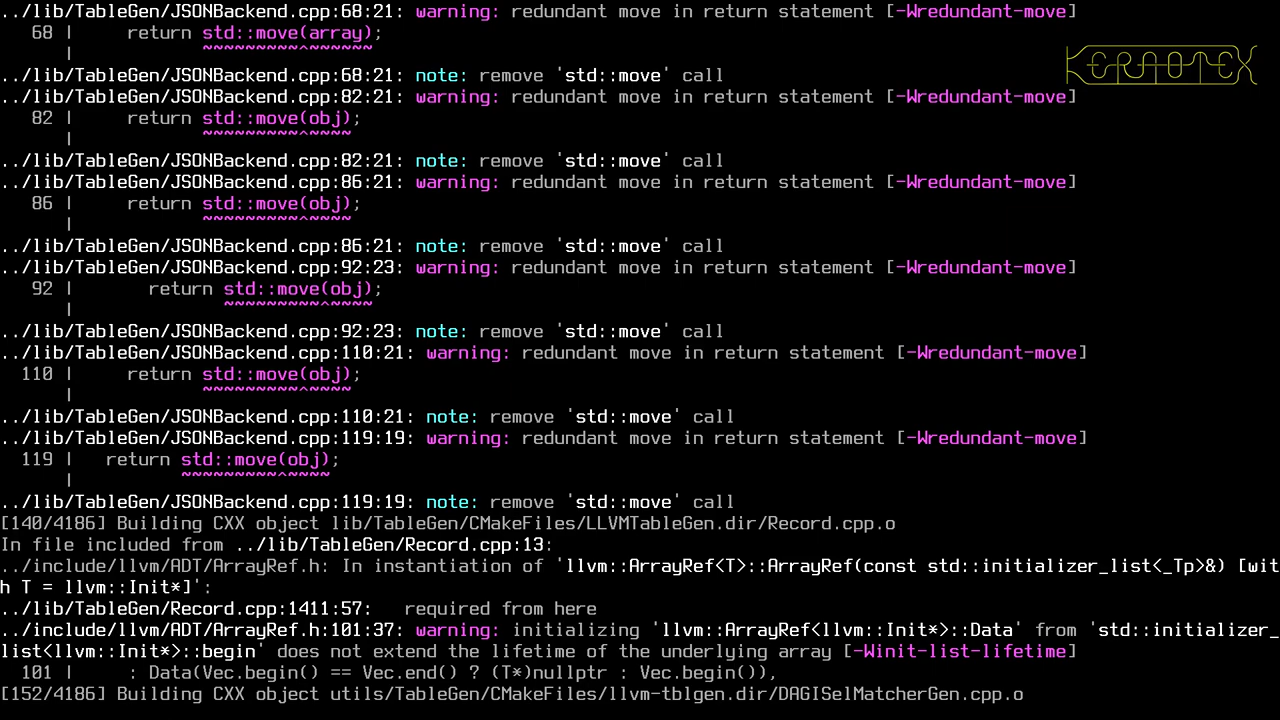 ../lib/TableGen/JSONBackend.cpp:68:21: warning: redundant move in return statement [-Wredundant-move]
   68 |     return std::move(array);
      |            ~~~~~~~~~^~~~~~~
../lib/TableGen/JSONBackend.cpp:68:21: note: remove 'std::move' call
KERAOTEX
../lib/TableGen/JSONBackend.cpp:82:21: warning: redundant move in return statement [-Wredundant-move]
   82 |     return std::move(obj);
      |            ~~~~~~~~~^~~~~
../lib/TableGen/JSONBackend.cpp:82:21: note: remove 'std::move' call
../lib/TableGen/JSONBackend.cpp:86:21: warning: redundant move in return statement [-Wredundant-move]
   86 |     return std::move(obj);
      |            ~~~~~~~~~^~~~~
../lib/TableGen/JSONBackend.cpp:86:21: note: remove 'std::move' call
../lib/TableGen/JSONBackend.cpp:92:23: warning: redundant move in return statement [-Wredundant-move]
   92 |       return std::move(obj);
      |              ~~~~~~~~~^~~~~
../lib/TableGen/JSONBackend.cpp:92:23: note: remove 'std::move' call
../lib/TableGen/JSONBackend.cpp:110:21: warning: redundant move in return statement [-Wredundant-move]
  110 |     return std::move(obj);
      |            ~~~~~~~~~^~~~~
../lib/TableGen/JSONBackend.cpp:110:21: note: remove 'std::move' call
../lib/TableGen/JSONBackend.cpp:119:19: warning: redundant move in return statement [-Wredundant-move]
  119 |   return std::move(obj);
      |          ~~~~~~~~~^~~~~
../lib/TableGen/JSONBackend.cpp:119:19: note: remove 'std::move' call
[140/4186] Building CXX object lib/TableGen/CMakeFiles/LLVMTableGen.dir/Record.cpp.o
In file included from ../lib/TableGen/Record.cpp:13:
../include/llvm/ADT/ArrayRef.h: In instantiation of 'llvm::ArrayRef<T>::ArrayRef(const std::initializer_list<_Tp>&) [wit
h T = llvm::Init*]':
../lib/TableGen/Record.cpp:1411:57:   required from here
../include/llvm/ADT/ArrayRef.h:101:37: warning: initializing 'llvm::ArrayRef<llvm::Init*>::Data' from 'std::initializer_
list<llvm::Init*>::begin' does not extend the lifetime of the underlying array [-Winit-list-lifetime]
  101 |     : Data(Vec.begin() == Vec.end() ? (T*)nullptr : Vec.begin()),
[152/4186] Building CXX object utils/TableGen/CMakeFiles/llvm-tblgen.dir/DAGISelMatcherGen.cpp.o